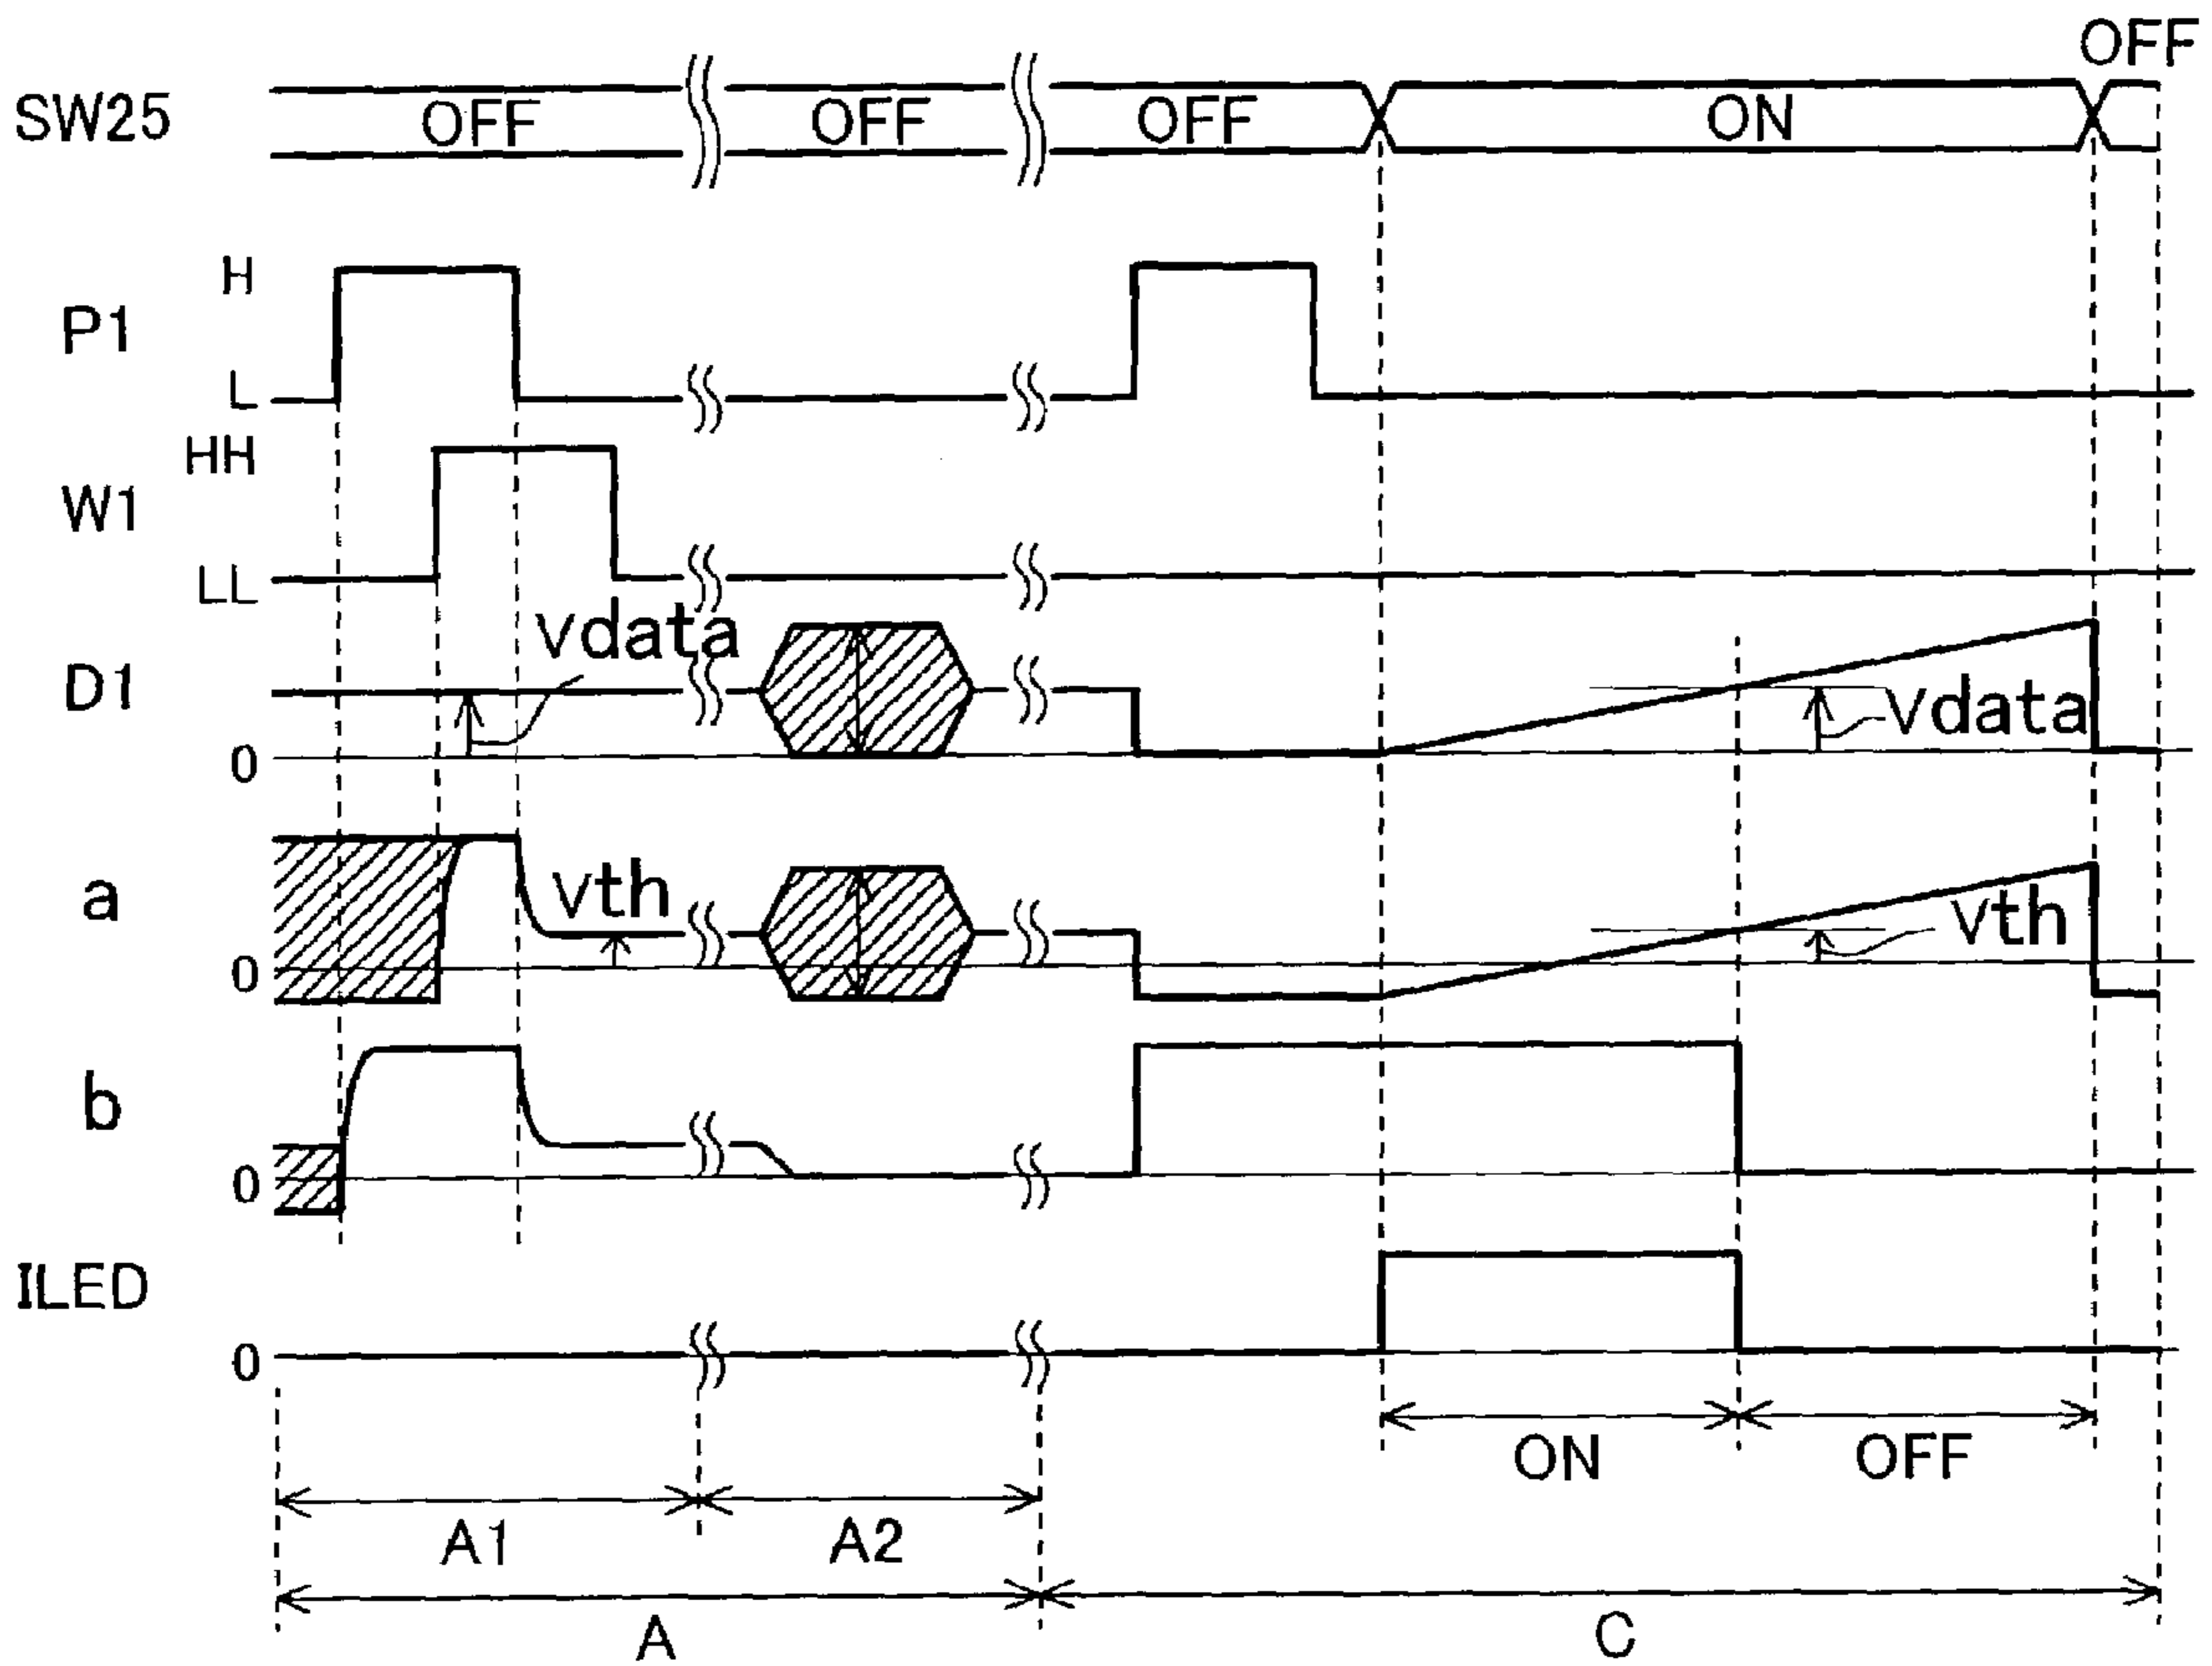 OFF
SW25 OFF OFF OFF ON
H
P1
L
HH
W1
LL
Vdata
D1
Vdata
0
Vth
a
Vth
0
b
0
ILED
0
ON OFF
A1 A2
A C